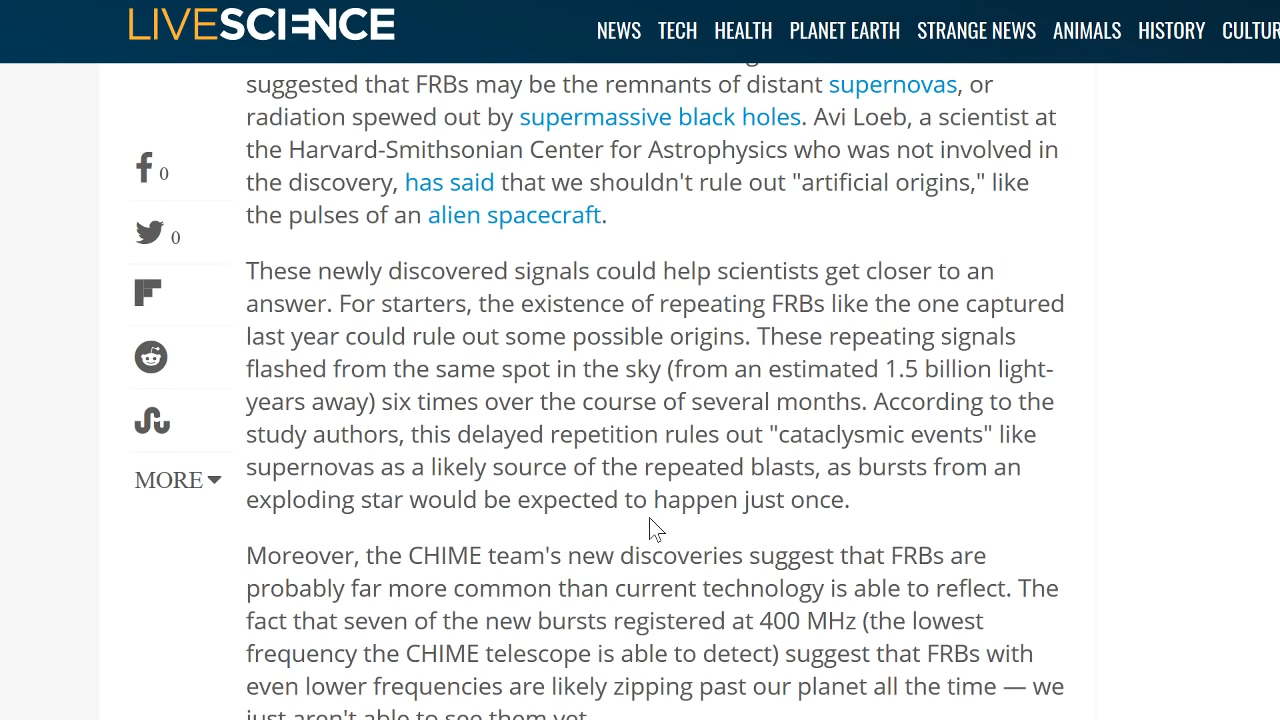 LIVESCIENCE
NEWS TECH HEALTH PLANET EARTH STRANGE NEWS ANIMALS HISTORY CULTUR
suggested that FRBs may be the remnants of distant supernovas, or
radiation spewed out by supermassive black holes. Avi Loeb, a scientist at
the Harvard-Smithsonian Center for Astrophysics who was not involved in
the discovery, has said that we shouldn't rule out "artificial origins," like
the pulses of an alien spacecraft.
0
0
MORE
These newly discovered signals could help scientists get closer to an
answer. For starters, the existence of repeating FRBs like the one captured
last year could rule out some possible origins. These repeating signals
flashed from the same spot in the sky (from an estimated 1.5 billion light-
years away) six times over the course of several months. According to the
study authors, this delayed repetition rules out "cataclysmic events" like
supernovas as a likely source of the repeated blasts, as bursts from an
exploding star would be expected to happen just once.
Moreover, the CHIME team's new discoveries suggest that FRBs are
probably far more common than current technology is able to reflect. The
fact that seven of the new bursts registered at 400 MHz (the lowest
frequency the CHIME telescope is able to detect) suggest that FRBs with
even lower frequencies are likely zipping past our planet all the time — we
just aren't able to see them yet